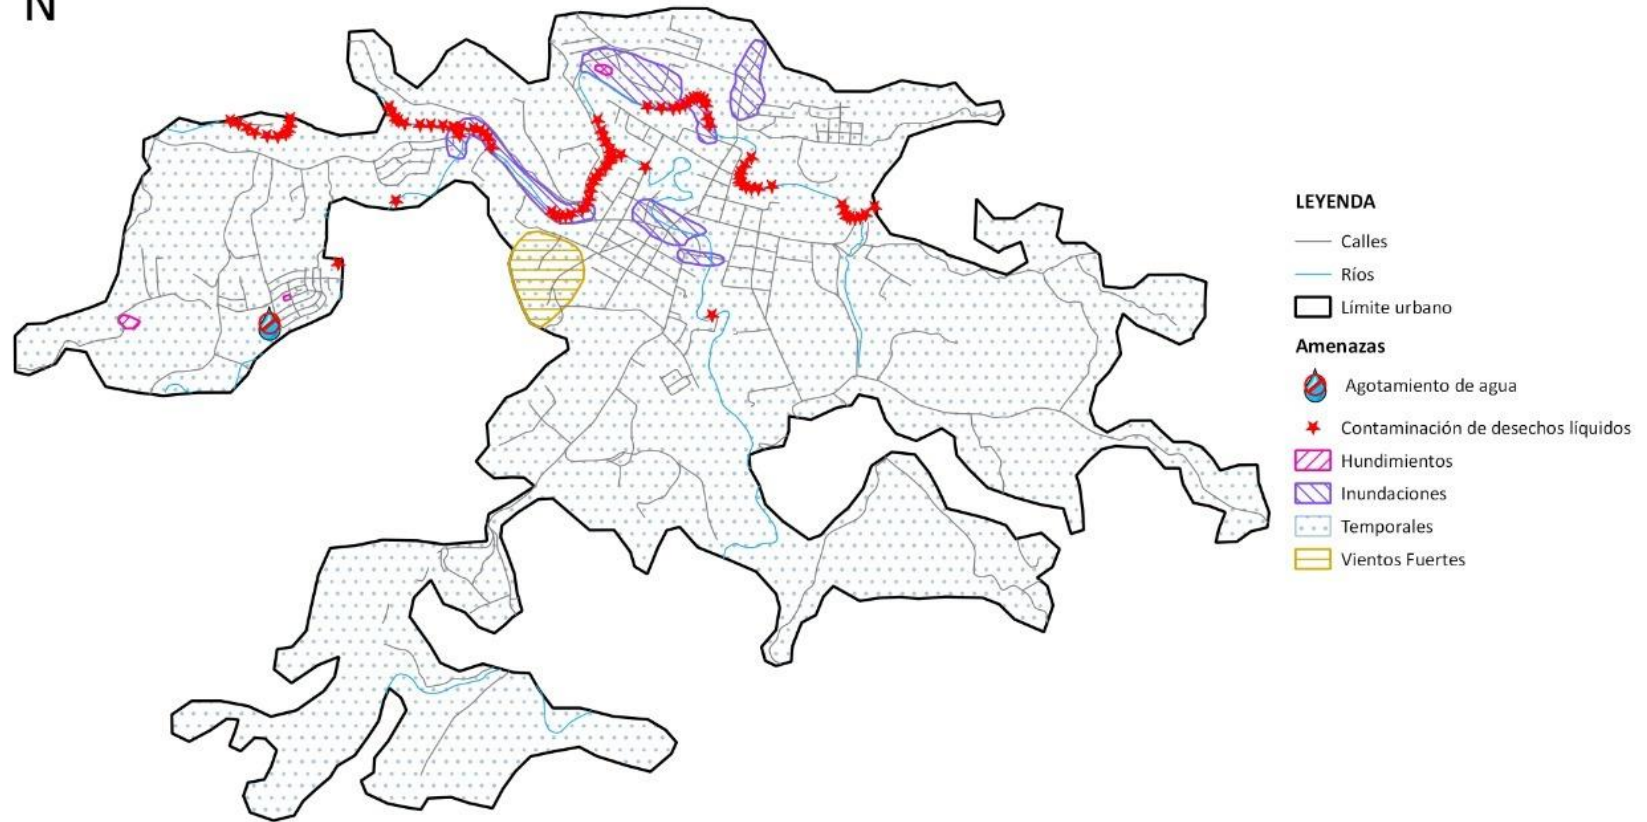 N
LEYENDA
Calles
Ríos
Límite urbano
Amenazas
Agotamiento de agua
Contaminación de desechos líquidos
Hundimientos
Inundaciones
Temporales
Vientos Fuertes